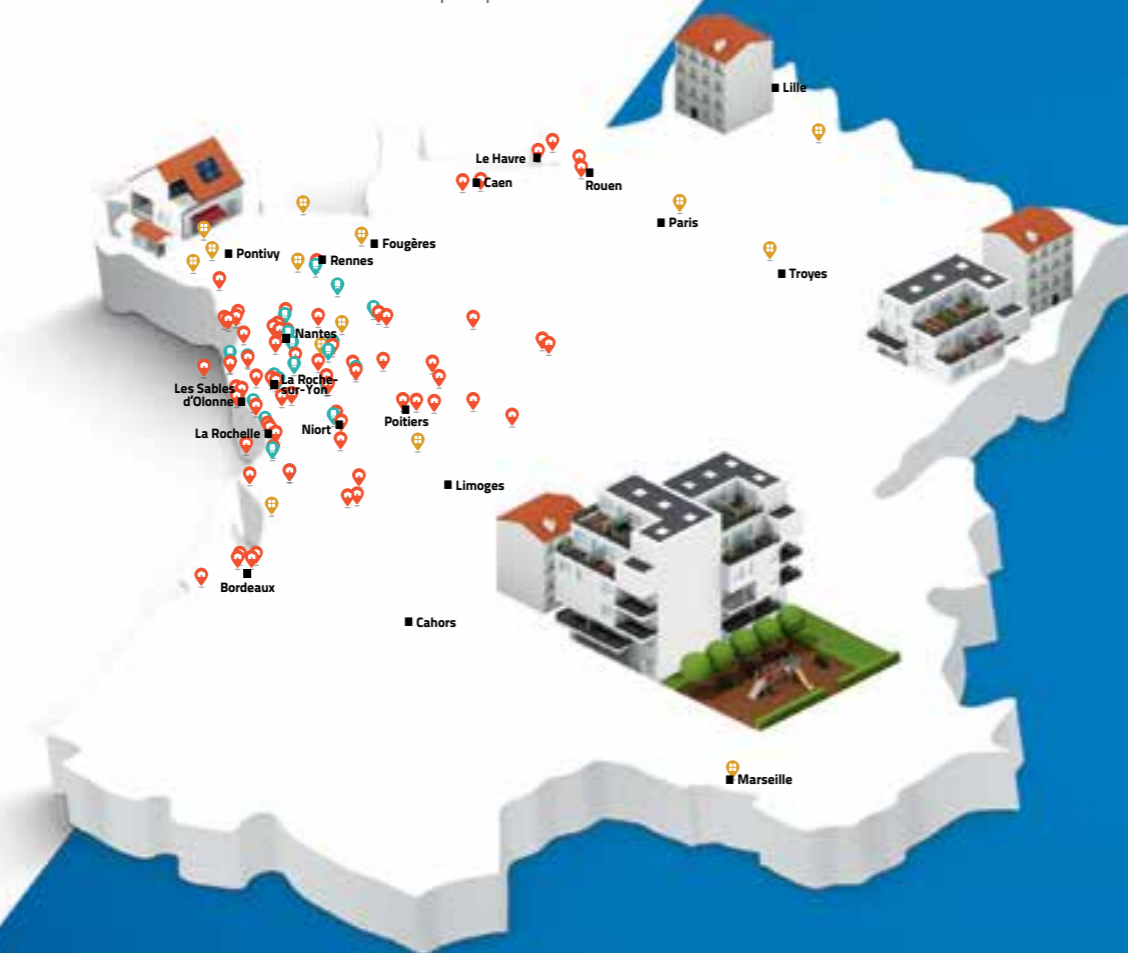 Lille
Le Havre
Caen
Rouen
Paris
Fougères
Pontivy
Rennes
Troyes
Nantes
La Roche-
sur-Yon
Les Sables
d'Olonne
Poitiers
Niort
La Rochelle
Limoges
Bordeaux
Cahors
Marseille